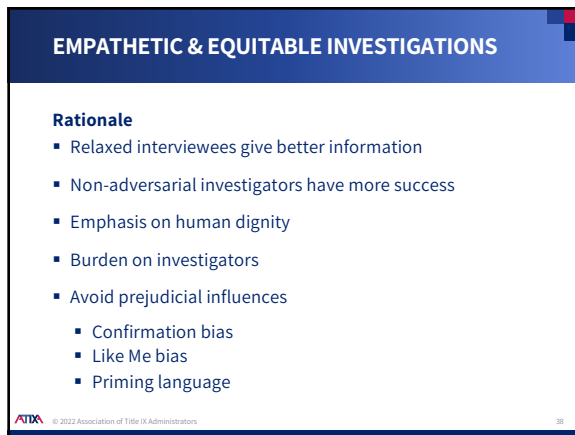 EMPATHETIC & EQUITABLE INVESTIGATIONS
Rationale
▪ Relaxed interviewees give better information
▪ Non-adversarial investigators have more success
▪ Emphasis on human dignity
▪ Burden on investigators
▪ Avoid prejudicial influences
▪ Confirmation bias
▪ Like Me bias
▪ Priming language
ATIXA © 2022 Association of Title IX Administrators 38